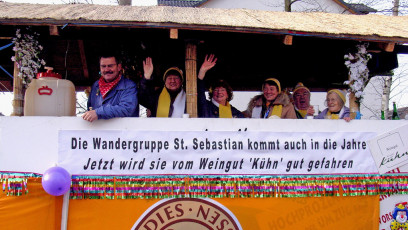 Die Wandergruppe St. Sebastian kommt auch in die Jahre
Jetzt wird sie vom Weingut 'Kühn' gut gefahren